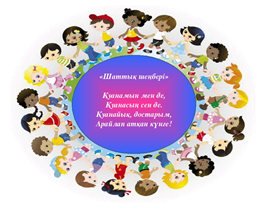 «Шаттық шеңбері»
Қуанамын мен де,
Қуанасың сен де.
Қуанайық, достарым,
Арайлап атқан күнге!